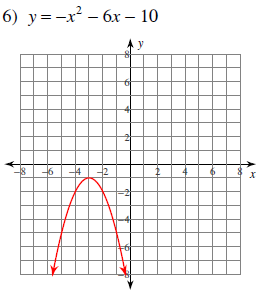 6) y = –x² – 6x – 10
y
8
6
4
2
–8 –6 –4 –2 2 4 6 8 x
–2
–4
–6
–8